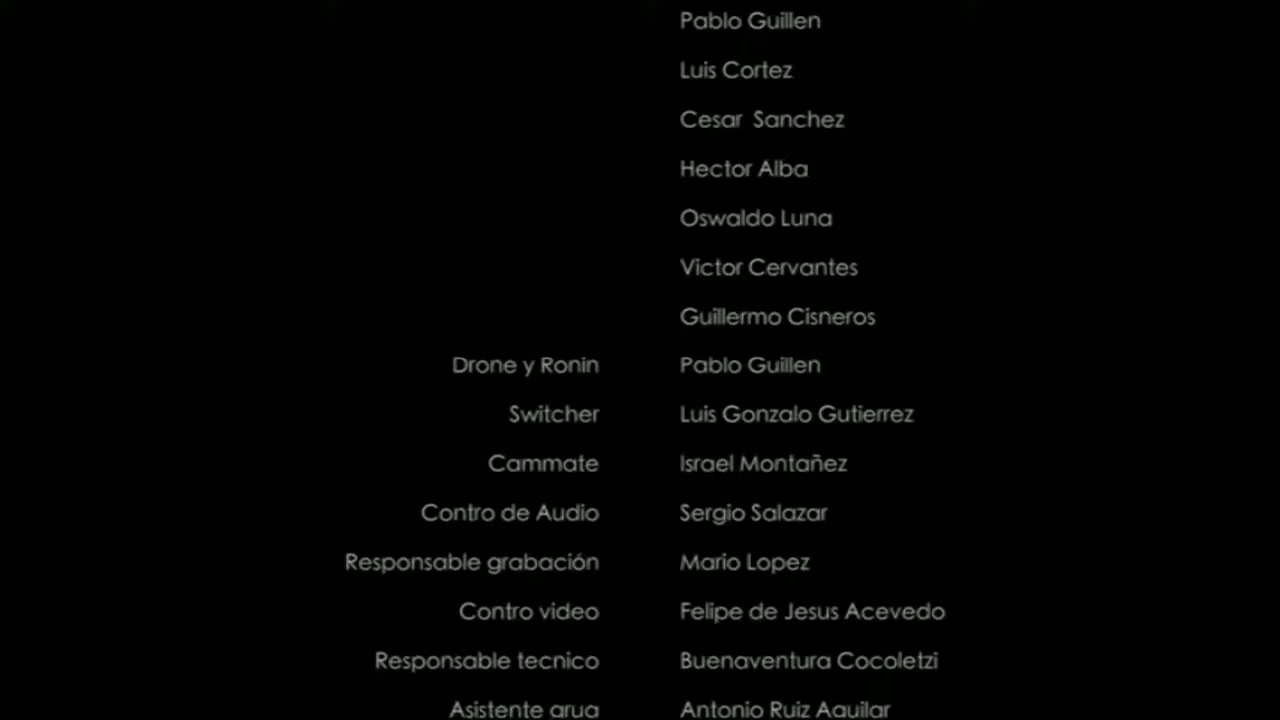 Pablo Guillen
Luis Cortez
Cesar Sanchez
Hector Alba
Oswaldo Luna
Victor Cervantes
Guillermo Cisneros
Drone y Ronin Pablo Guillen
Switcher Luis Gonzalo Gutierrez
Cammate Israel Montañez
Contro de Audio Sergio Salazar
Responsable grabación Mario Lopez
Contro video Felipe de Jesus Acevedo
Responsable tecnico Buenaventura Cocoletzi
Asistente Antonio Ruiz Aguilar